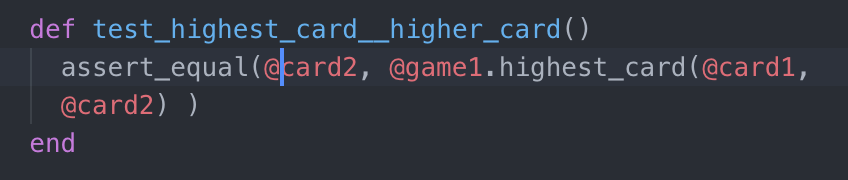 def test_highest_card__higher_card()
assert_equal(@card2, @game1.highest_card(@card1,
@card2) )
end